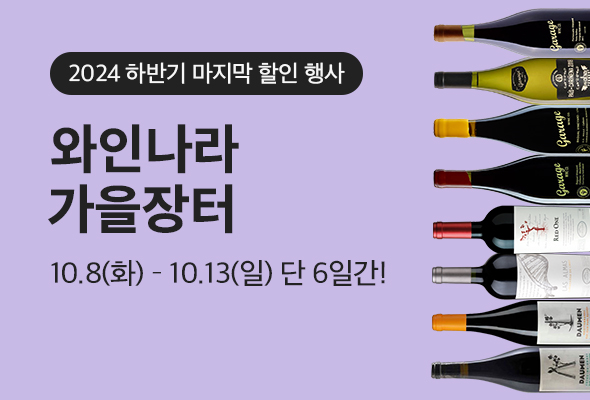 2024 하반기 마지막 할인 행사
와인나라
가을장터
10.8(화) - 10.13(일) 단 6일간!
Garage
Garage
Garage
RED ONE
DAUMEN
DAUMEN